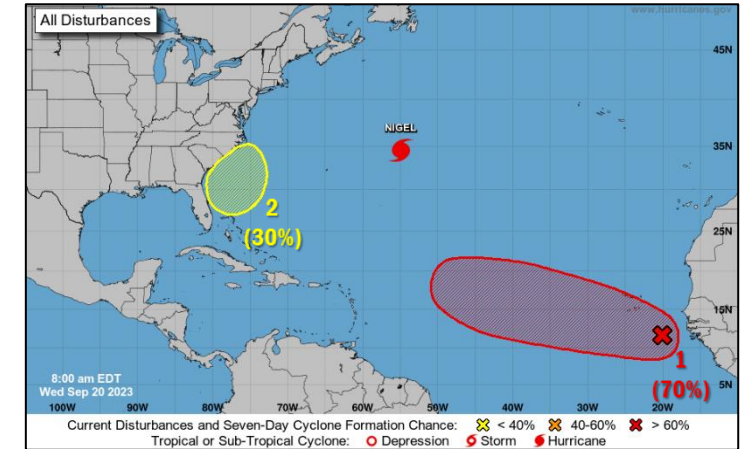 All Disturbances
www.hurricanes.gov
45N
NIGEL
35N
2
(30%)
25N
15N
1
(70%)
5N
8:00 am EDT
Wed Sep 20 2023
100W 90W 80W 70W 60W 50W 40W 30W 20W
Current Disturbances and Seven-Day Cyclone Formation Chance: < 40% 40-60% > 60%
Tropical or Sub-Tropical Cyclone: Depression Storm Hurricane